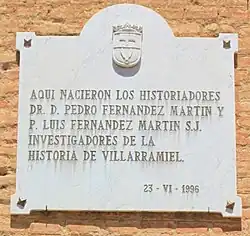 AQUI NACIERON LOS HISTORIADORES
DR. D. PEDRO FERNANDEZ MARTIN Y
P. LUIS FERNANDEZ MARTIN S.J.
INVESTIGADORES DE LA
HISTORIA DE VILLARRAMIEL.
23 - VI - 1996